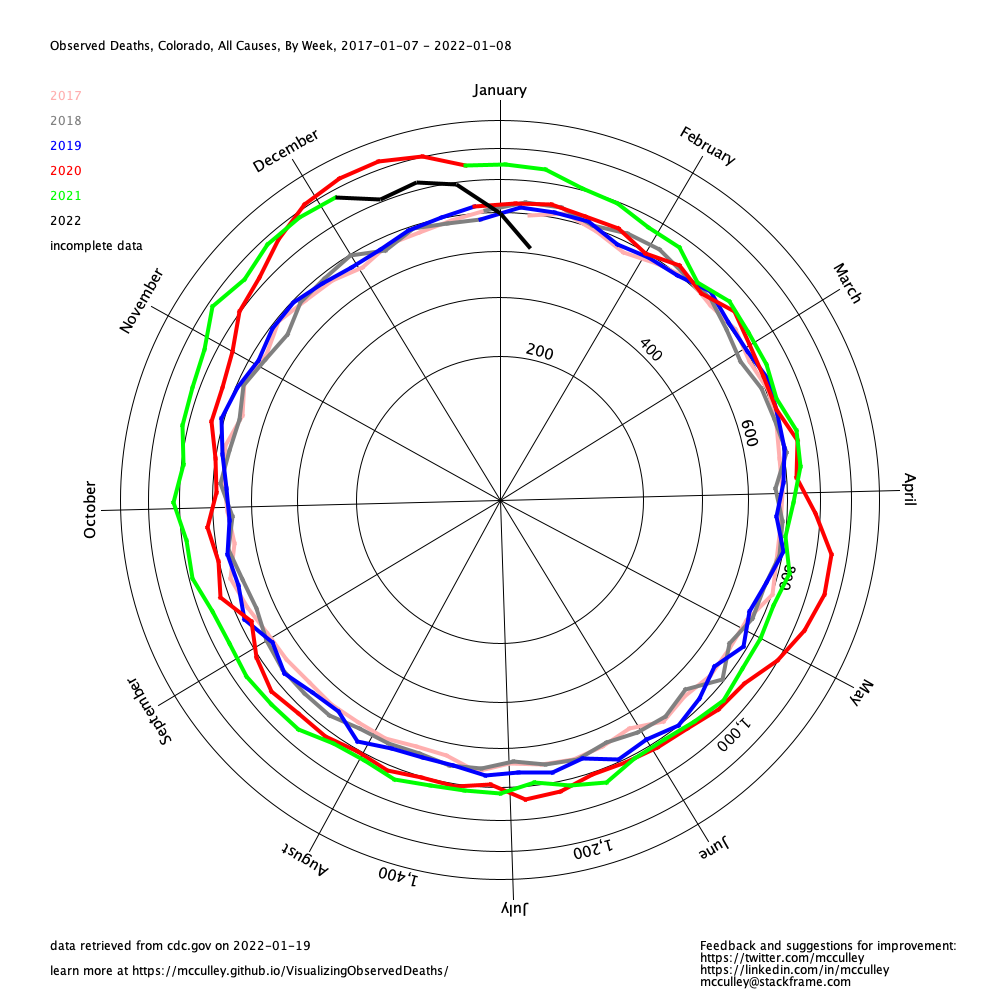 Observed Deaths, Colorado, All Causes, By Week, 2017-01-07 - 2022-01-08
2017
2018
2019
2020
2021
2022
incomplete data
January
February
March
April
May
June
July
August
September
October
November
December
200
400
600
800
1,000
1,200
1,400
data retrieved from cdc.gov on 2022-01-19
learn more at https://mcculley.github.io/VisualizingObservedDeaths/
Feedback and suggestions for improvement:
https://twitter.com/mcculley
https://linkedin.com/in/mcculley
mcculley@stackframe.com